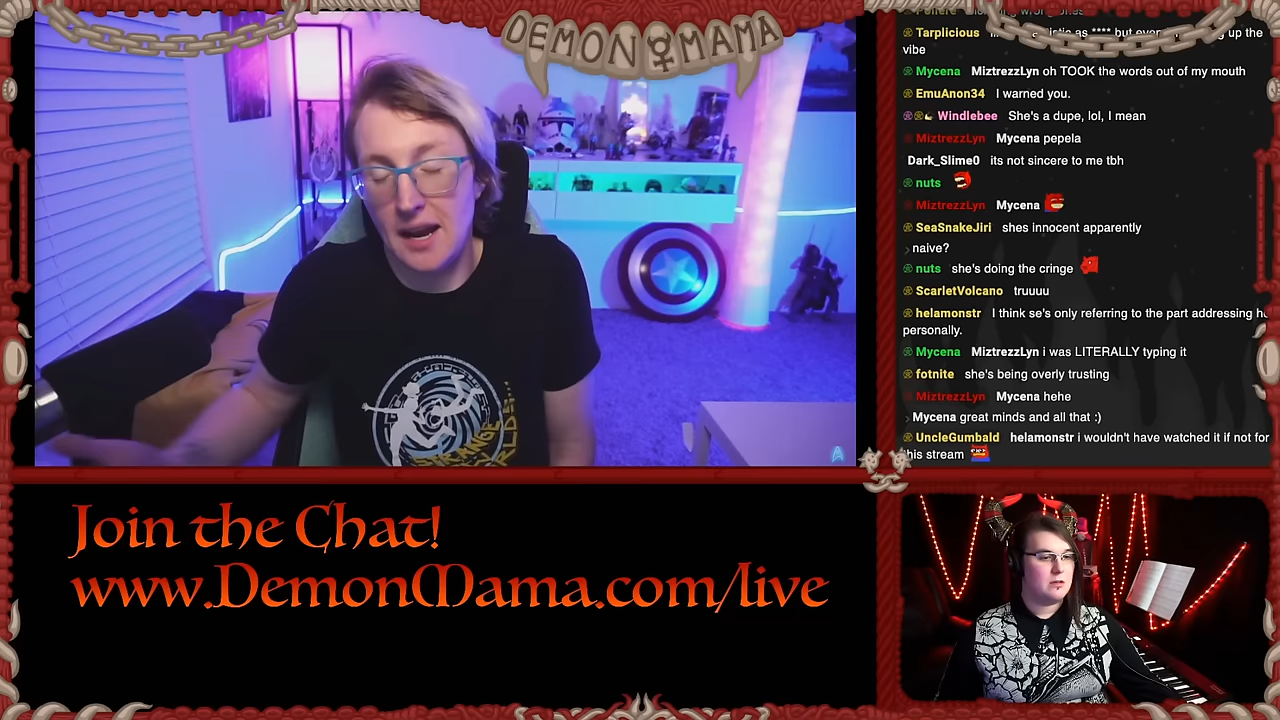 DEMON MAMA
Tarplicious
vibe
Mycena MiztrezzLyn oh TOOK the words out of my mouth
EmuAnon34 I warned you.
Windlebee She's a dupe, lol, I mean
MiztrezzLyn Mycena pepela
Dark_Slime0 its not sincere to me tbh
nuts
MiztrezzLyn Mycena
SeaSnakeJiri shes innocent apparently
naive?
nuts she's doing the cringe
ScarletVolcano truuuu
helamonstr I think se's only referring to the part addressing
personally.
Mycena MiztrezzLyn i was LITERALLY typing it
fotnite she's being overly trusting
MiztrezzLyn Mycena hehe
Mycena great minds and all that :)
UncleGumbald helamonstr i wouldn't have watched it if not for
his stream
STRANGE
Join the Chat!
www.DemonMama.com/live